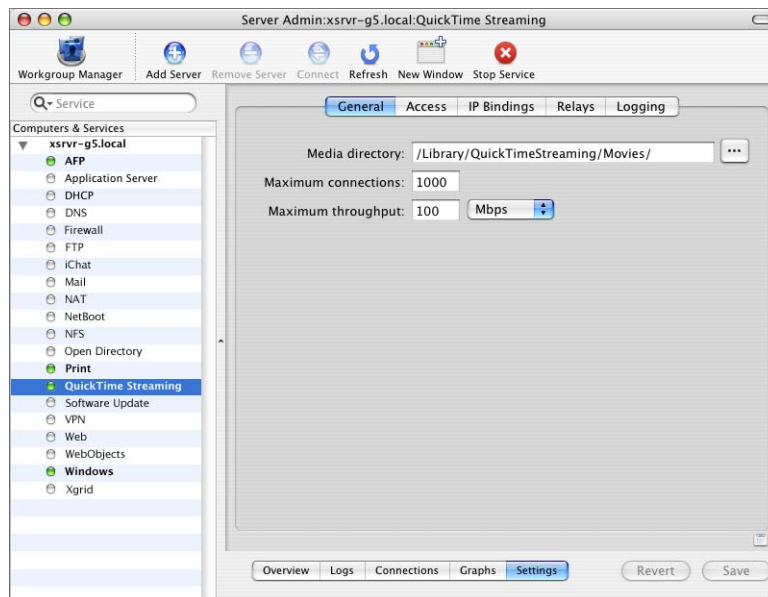 Server Admin:xsrvr-g5.local:QuickTime Streaming
Workgroup Manager
Add Server
Remove Server
Connect
Refresh
New Window
Stop Service
Service
Computers & Services
xsrvr-g5.local
AFP
Application Server
DHCP
DNS
Firewall
FTP
iChat
Mail
NAT
NetBoot
NFS
Open Directory
Print
QuickTime Streaming
Software Update
VPN
Web
WebObjects
Windows
Xgrid
General
Access
IP Bindings
Relays
Logging
Media directory: /Library/QuickTimeStreaming/Movies/ ...
Maximum connections: 1000
Maximum throughput: 100 Mbps
Overview
Logs
Connections
Graphs
Settings
Revert
Save